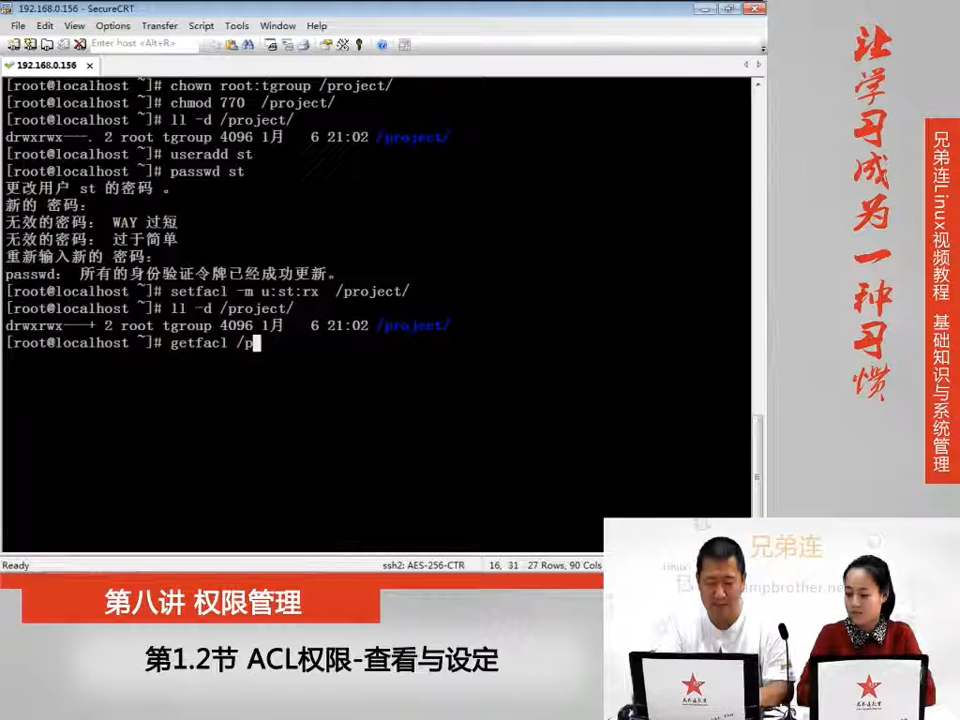 192.168.0.156 - SecureCRT
File Edit View Options Transfer Script Tools Window Help
Enter host <Alt+R>
192.168.0.156
[root@localhost ~]# chown root:tgroup /project/
[root@localhost ~]# chmod 770  /project/
[root@localhost ~]# ll -d /project/
drwxrwx---. 2 root tgroup 4096 1月   6 21:02 /project/
[root@localhost ~]# useradd st
[root@localhost ~]# passwd st
更改用户 st 的密码 。
新的 密码:
无效的密码： WAY 过短
无效的密码： 过于简单
重新输入新的 密码:
passwd： 所有的身份验证令牌已经成功更新。
[root@localhost ~]# setfacl -m u:st:rx  /project/
[root@localhost ~]# ll -d /project/
drwxrwx---+ 2 root tgroup 4096 1月   6 21:02 /project/
[root@localhost ~]# getfacl /p
Ready
ssh2: AES-256-CTR
16, 31
27 Rows, 90 Cols
让学习成为一种习惯
兄弟连Linux视频教程 基础知识与系统管理
兄弟连
Linux
ampbrother.ne
第八讲 权限管理
第1.2节 ACL权限-查看与设定